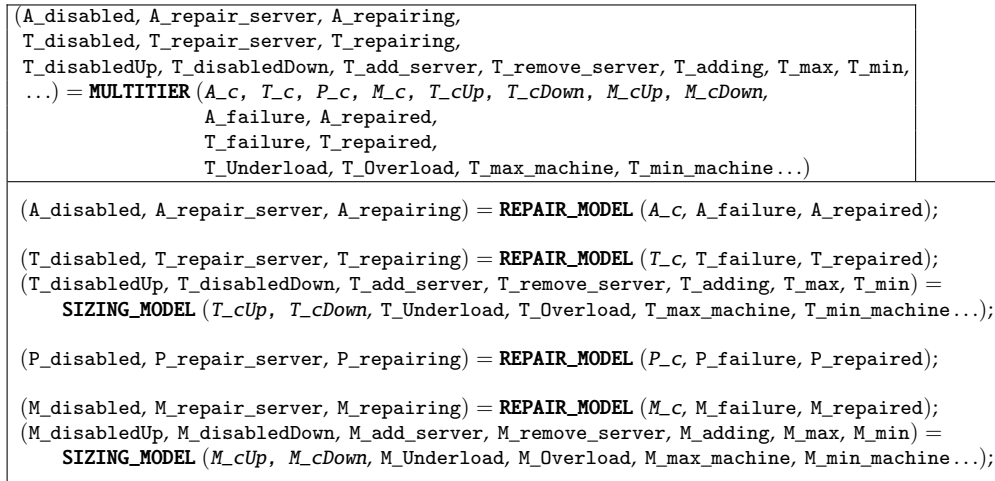 (A_disabled, A_repair_server, A_repairing,
T_disabled, T_repair_server, T_repairing,
T_disabledUp, T_disabledDown, T_add_server, T_remove_server, T_adding, T_max, T_min,
…) = MULTITIER (A_c, T_c, P_c, M_c, T_cUp, T_cDown, M_cUp, M_cDown,
A_failure, A_repaired,
T_failure, T_repaired,
T_Underload, T_Overload, T_max_machine, T_min_machine…)
(A_disabled, A_repair_server, A_repairing) = REPAIR_MODEL (A_c, A_failure, A_repaired);
(T_disabled, T_repair_server, T_repairing) = REPAIR_MODEL (T_c, T_failure, T_repaired);
(T_disabledUp, T_disabledDown, T_add_server, T_remove_server, T_adding, T_max, T_min) =
SIZING_MODEL (T_cUp, T_cDown, T_Underload, T_Overload, T_max_machine, T_min_machine…);
(P_disabled, P_repair_server, P_repairing) = REPAIR_MODEL (P_c, P_failure, P_repaired);
(M_disabled, M_repair_server, M_repairing) = REPAIR_MODEL (M_c, M_failure, M_repaired);
(M_disabledUp, M_disabledDown, M_add_server, M_remove_server, M_adding, M_max, M_min) =
SIZING_MODEL (M_cUp, M_cDown, M_Underload, M_Overload, M_max_machine, M_min_machine…);